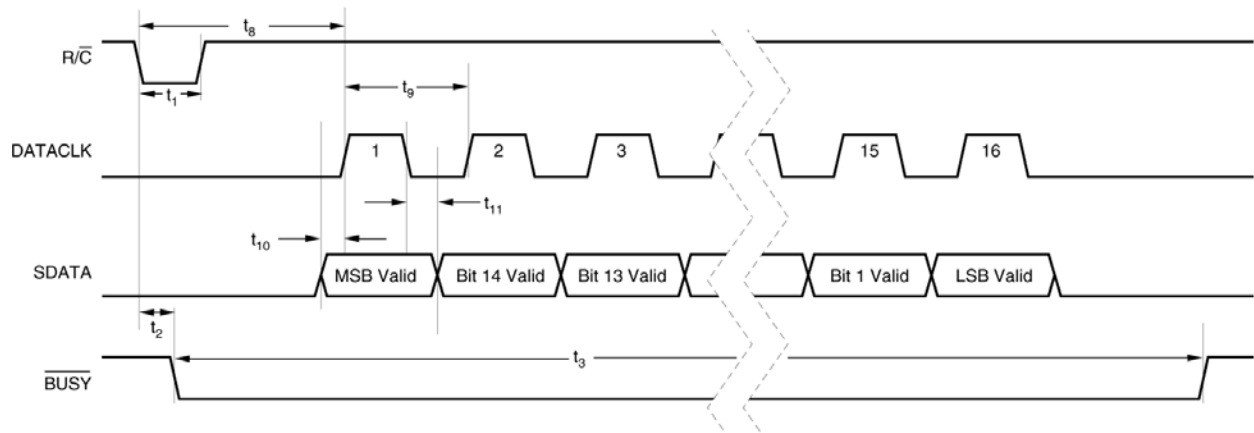 t₈
R/C̅
t₁
t₉
DATACLK
1
2
3
15
16
t₁₁
t₁₀
SDATA
MSB Valid
Bit 14 Valid
Bit 13 Valid
Bit 1 Valid
LSB Valid
t₂
t₃
B̅U̅S̅Y̅